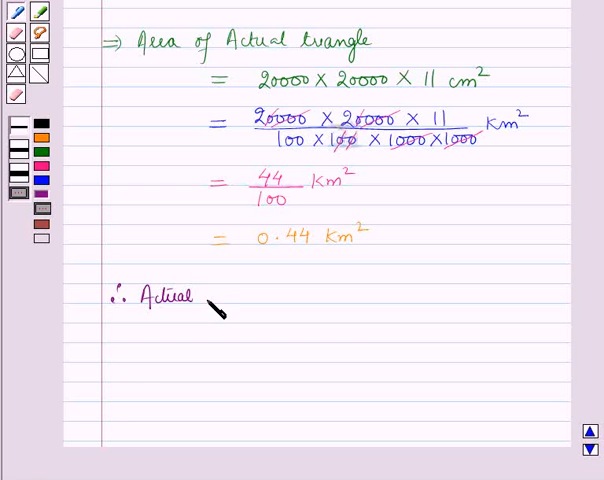 ⇒ Area of Actual triangle
= 20000 × 20000 × 11 cm²
= 20000 × 20000 × 11 / 100 × 100 × 1000 × 1000 Km²
= 44 / 100 Km²
= 0.44 Km²
∴ Actual